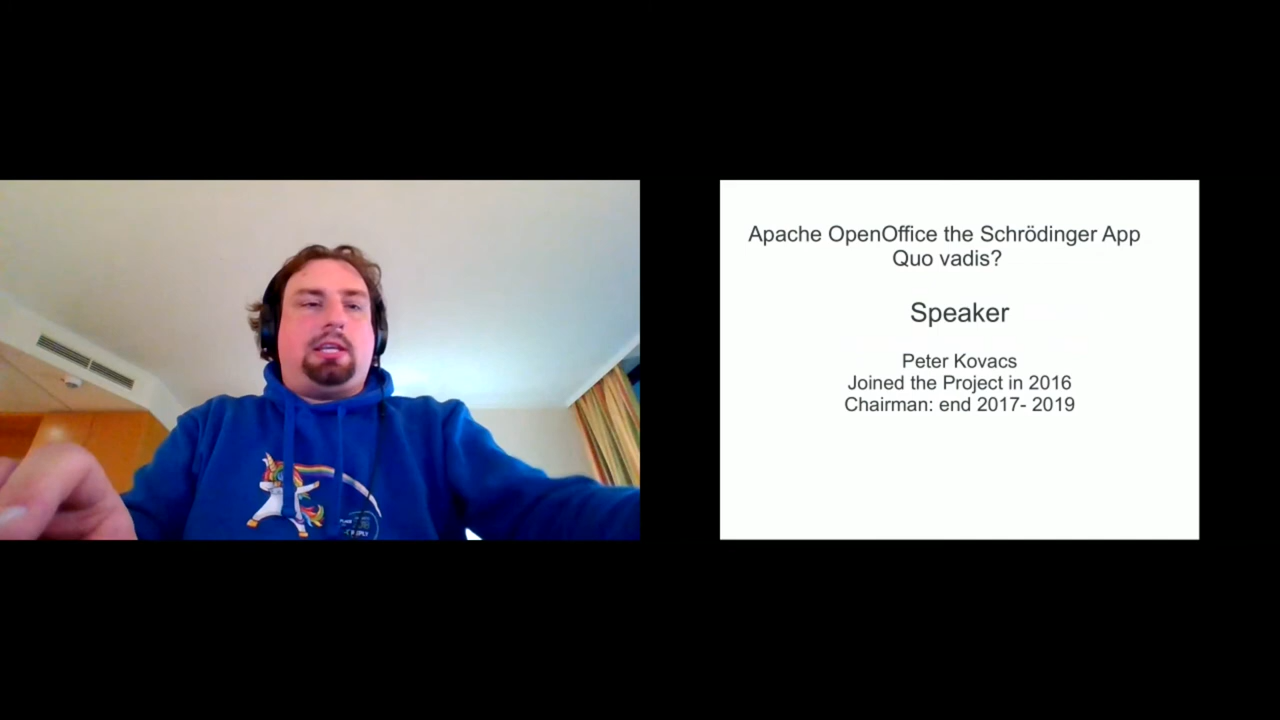 Apache OpenOffice the Schrödinger App
Quo vadis?
Speaker
Peter Kovacs
Joined the Project in 2016
Chairman: end 2017- 2019